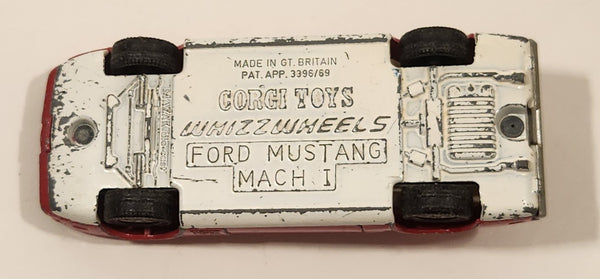 MADE IN GT. BRITAIN
PAT. APP. 3396/69
CORGI TOYS
WHIZZWHEELS
FORD MUSTANG
MACH I